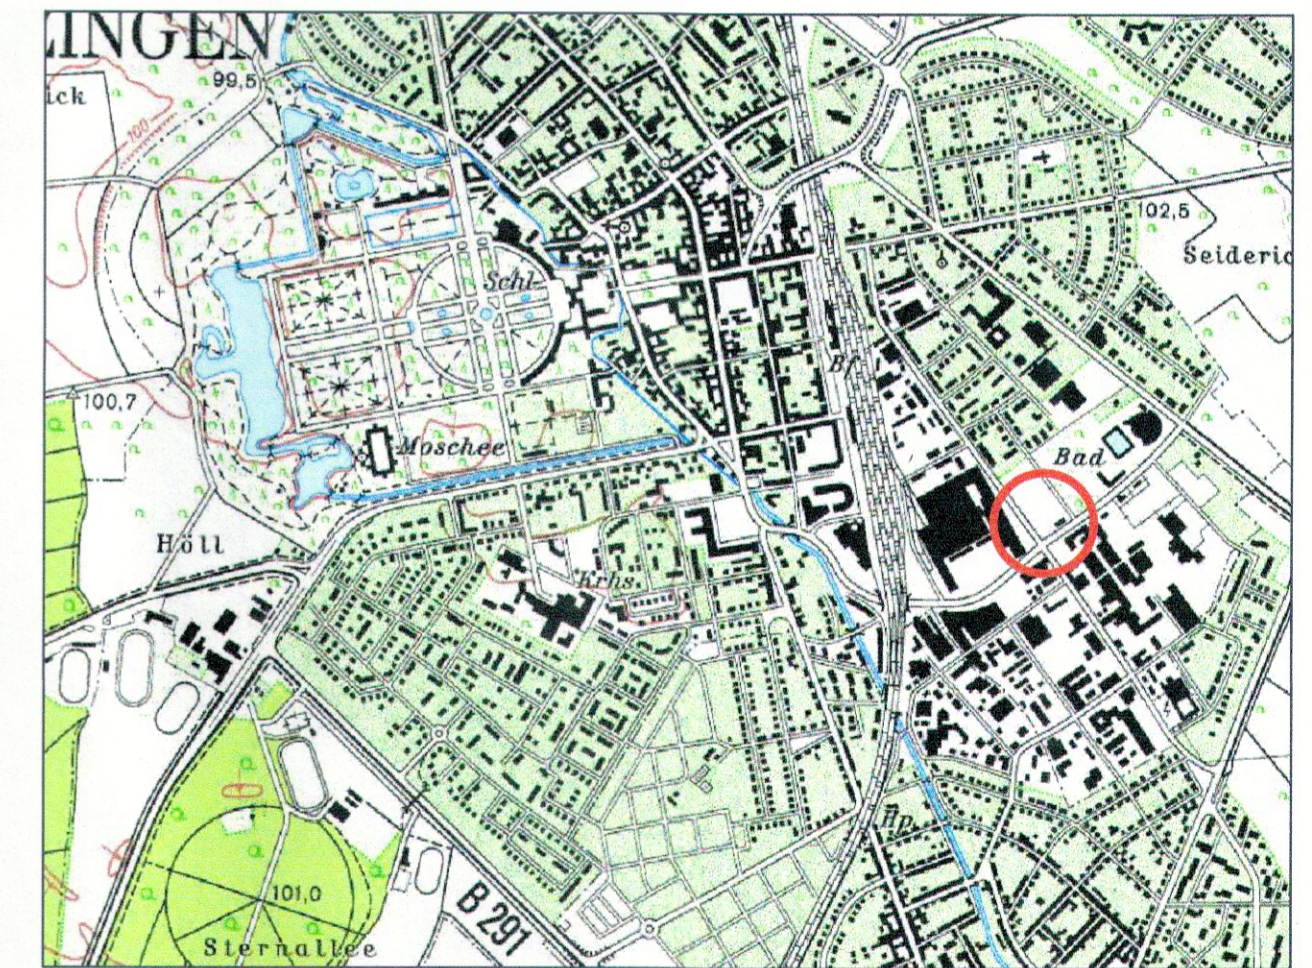 LINGEN
ick
99,5
100
102,5
Seideric
Schl.
Bf.
100,7
Moschee
Bad
Höll
Krhs.
Hp.
101,0
B 291
Sternallee